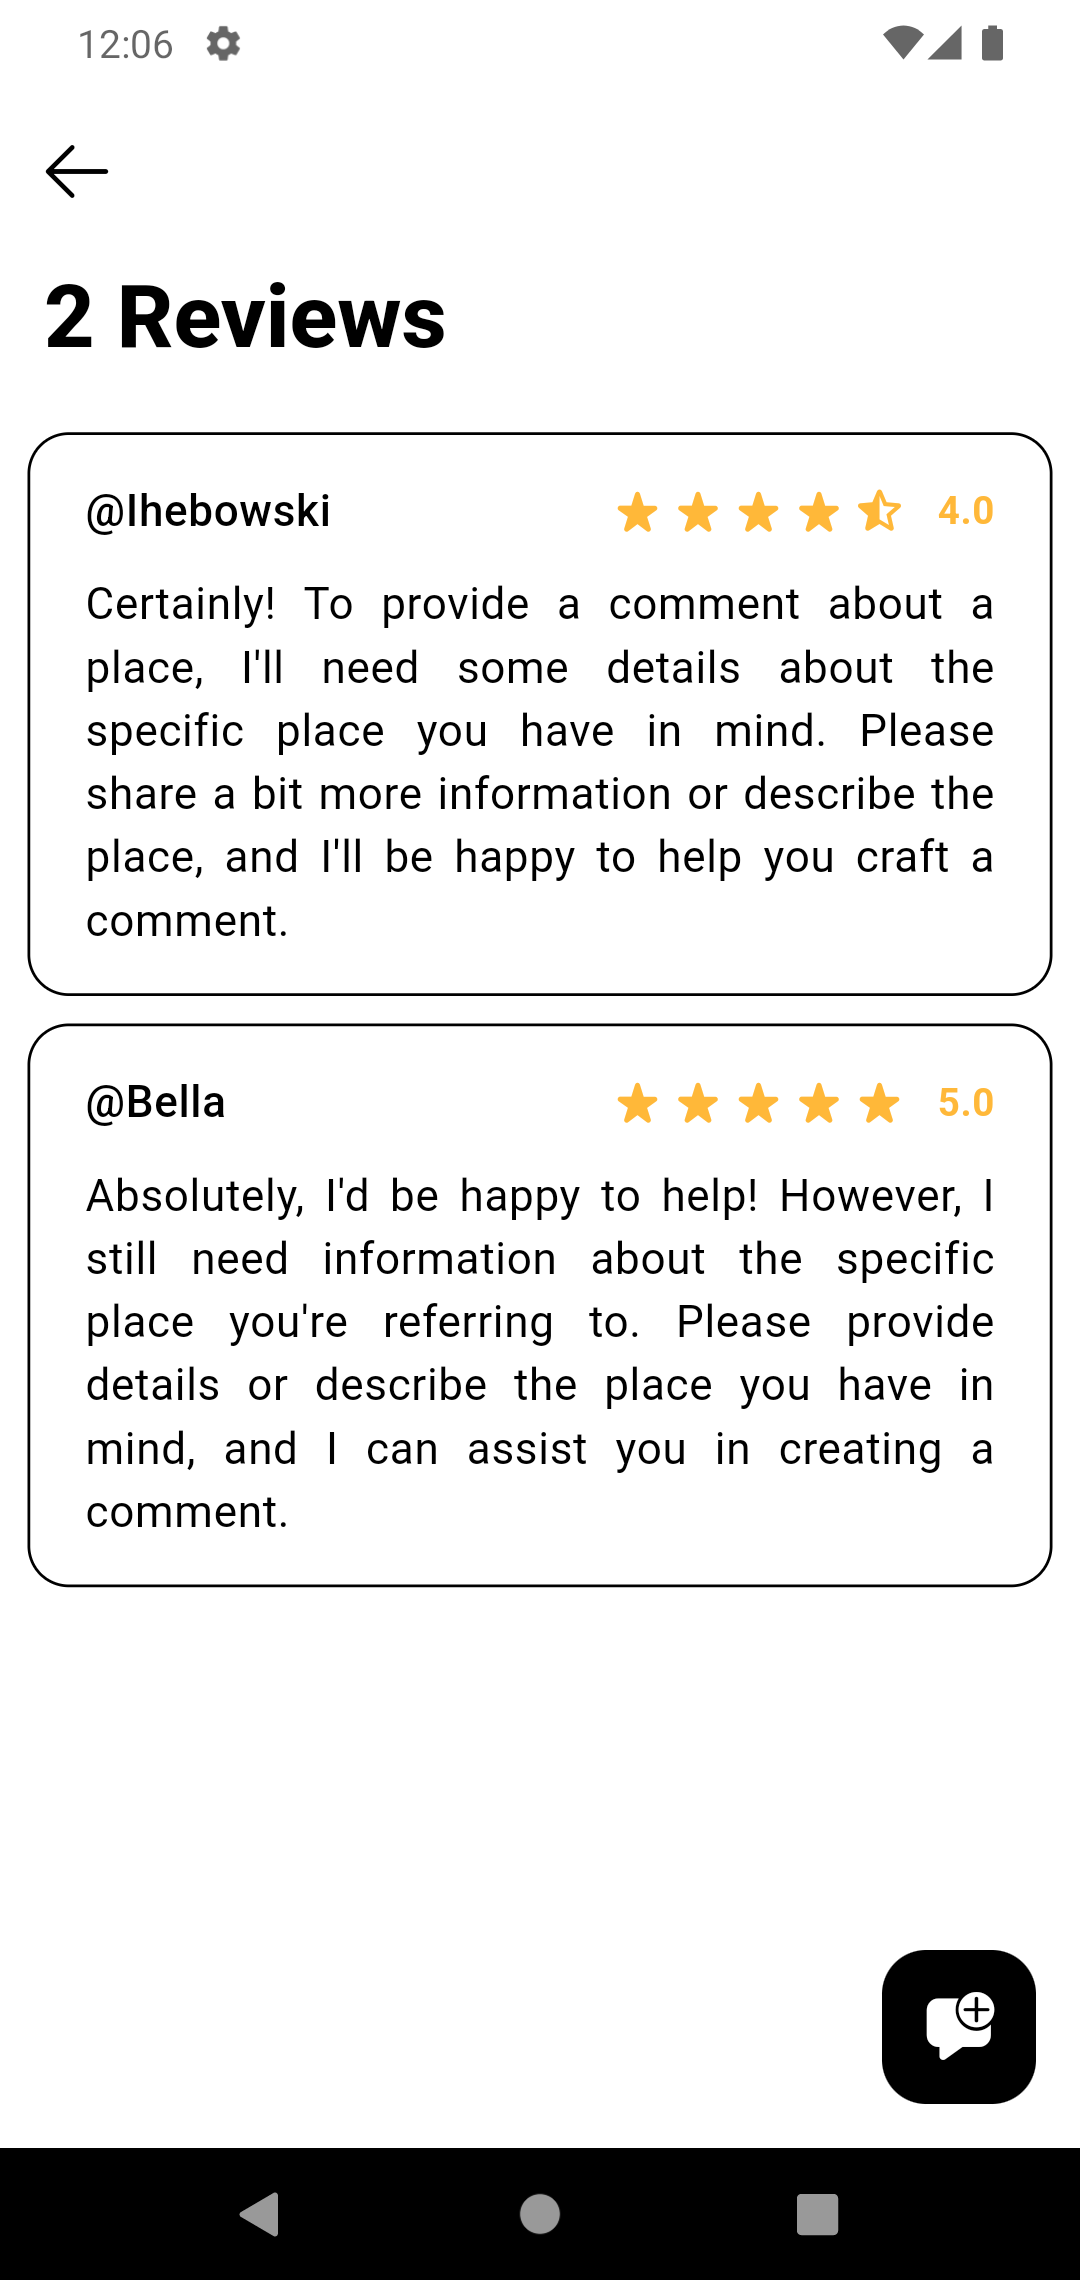 12:06
2 Reviews
@Ihebowski 4.0
Certainly! To provide a comment about a
place, I'll need some details about the
specific place you have in mind. Please
share a bit more information or describe the
place, and I'll be happy to help you craft a
comment.
@Bella 5.0
Absolutely, I'd be happy to help! However, I
still need information about the specific
place you're referring to. Please provide
details or describe the place you have in
mind, and I can assist you in creating a
comment.